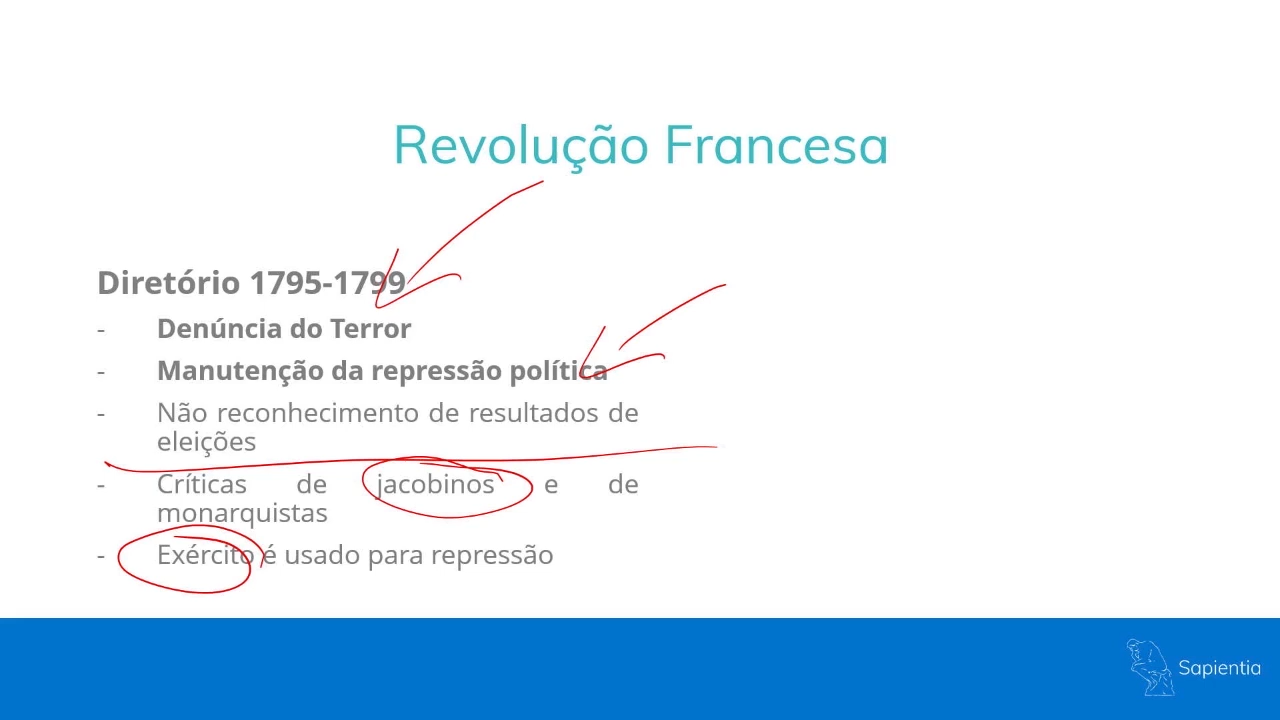 Revolução Francesa
Diretório 1795-1799
- Denúncia do Terror
- Manutenção da repressão política
- Não reconhecimento de resultados de
eleições
- Críticas de jacobinos e de
monarquistas
- Exército é usado para repressão
Sapientia